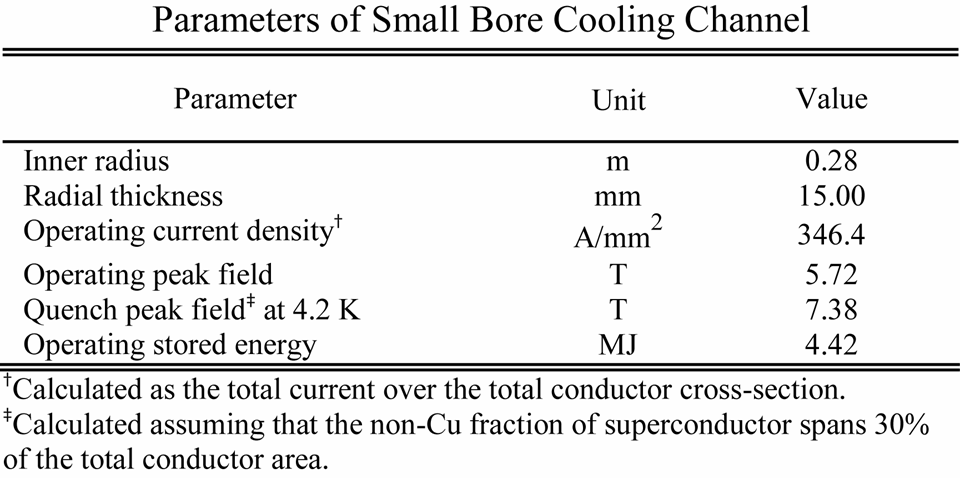 Parameters of Small Bore Cooling Channel
Parameter Unit Value
Inner radius m 0.28
Radial thickness mm 15.00
Operating current density† A/mm² 346.4
Operating peak field T 5.72
Quench peak field‡ at 4.2 K T 7.38
Operating stored energy MJ 4.42
†Calculated as the total current over the total conductor cross-section.
‡Calculated assuming that the non-Cu fraction of superconductor spans 30%
of the total conductor area.